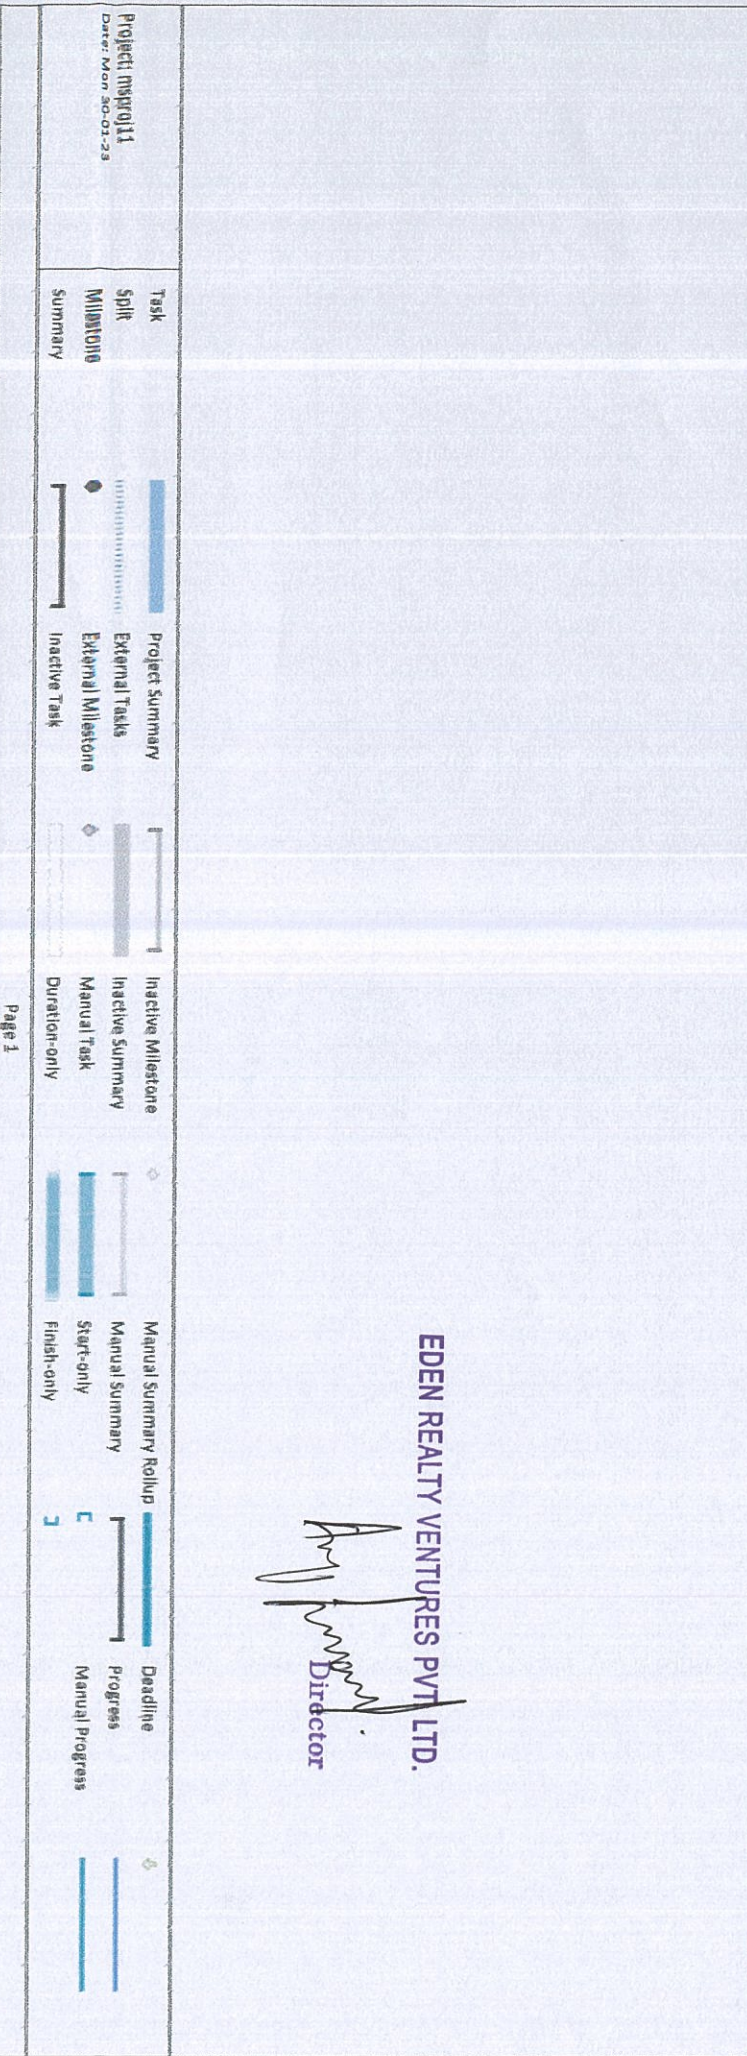 EDEN REALTY VENTURES PVT. LTD.
Director
Project: msproj11
Date: Mon 30-01-23
Task
Split
Milestone
Summary
Project Summary
External Tasks
External Milestone
Inactive Task
Inactive Milestone
Inactive Summary
Manual Task
Duration-only
Manual Summary Rollup
Manual Summary
Start-only
Finish-only
Deadline
Progress
Manual Progress
Page 1